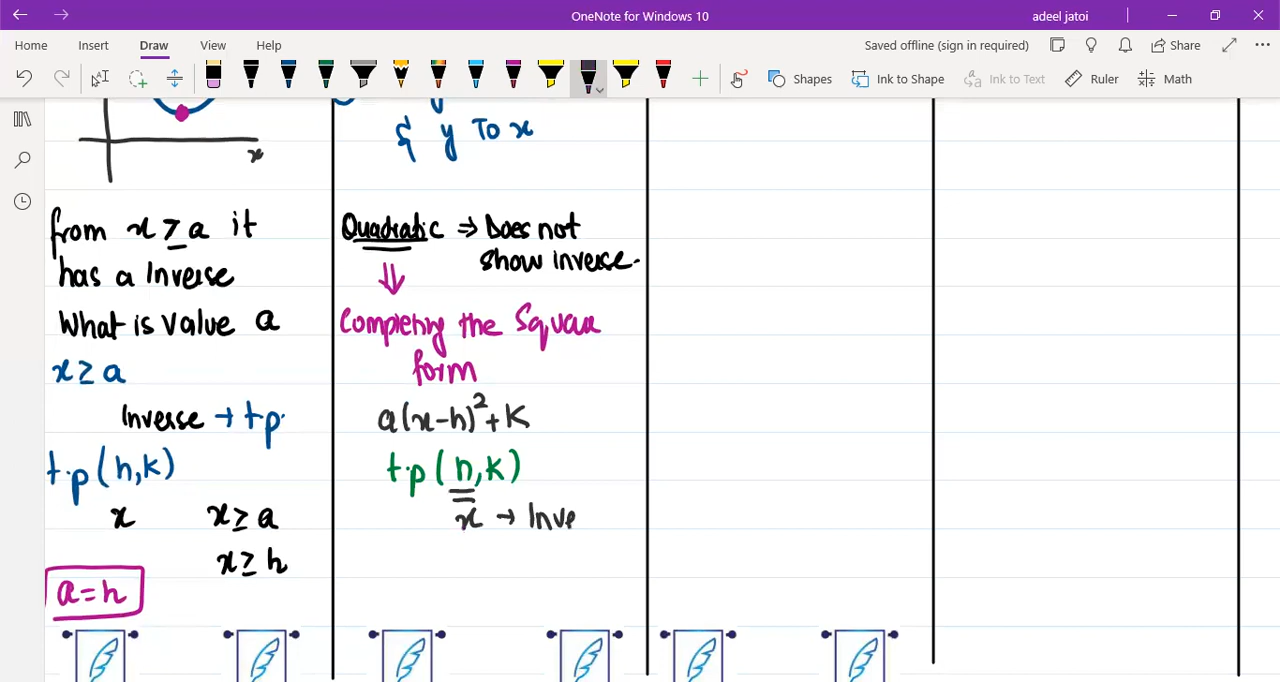 OneNote for Windows 10
adeel jatoi
Home Insert Draw View Help
Saved offline (sign in required)
Share
Shapes
Ink to Shape
Ink to Text
Ruler
Math
x
from x ≥ a it
has a Inverse
What is Value a
x ≥ a
Inverse → t.p.
t.p (h,k)
x x ≥ a
x ≥ h
a = h
& y To x
Quadratic ⇒ Does not
show inverse.
⇓
Completing the Square
form
a(x-h)²+K
t.p (h,K)
x → Inve